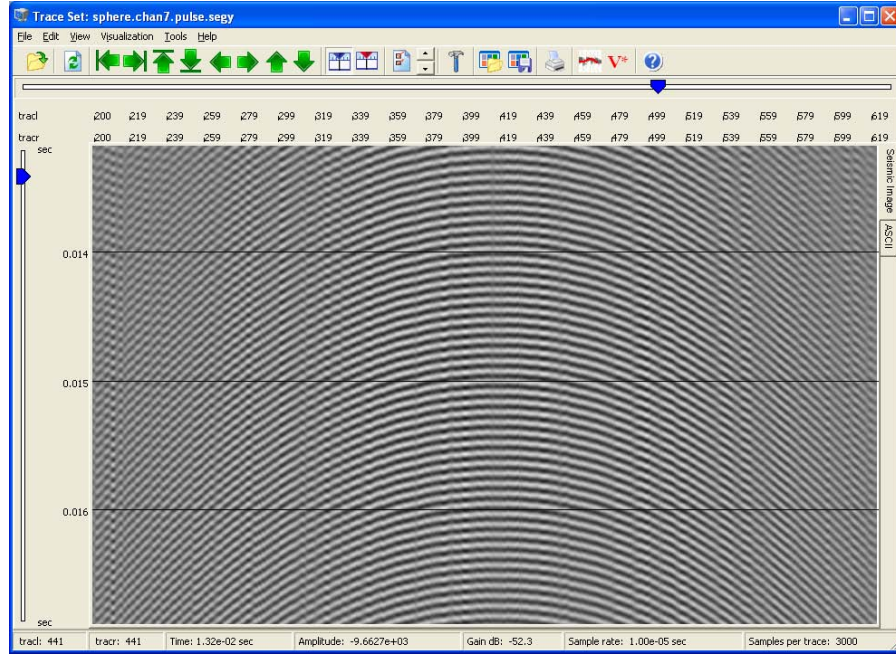 Trace Set: sphere.chan7.pulse.segy
File Edit View Visualization Tools Help
V*
tracl 200 219 239 259 279 299 319 339 359 379 399 419 439 459 479 499 519 539 559 579 599 619
tracr 200 219 239 259 279 299 319 339 359 379 399 419 439 459 479 499 519 539 559 579 599 619
sec
Seismic Image
ASCII
0.014
0.015
0.016
sec
tracl: 441 tracr: 441 Time: 1.32e-02 sec Amplitude: -9.6627e+03 Gain dB: -52.3 Sample rate: 1.00e-05 sec Samples per trace: 3000